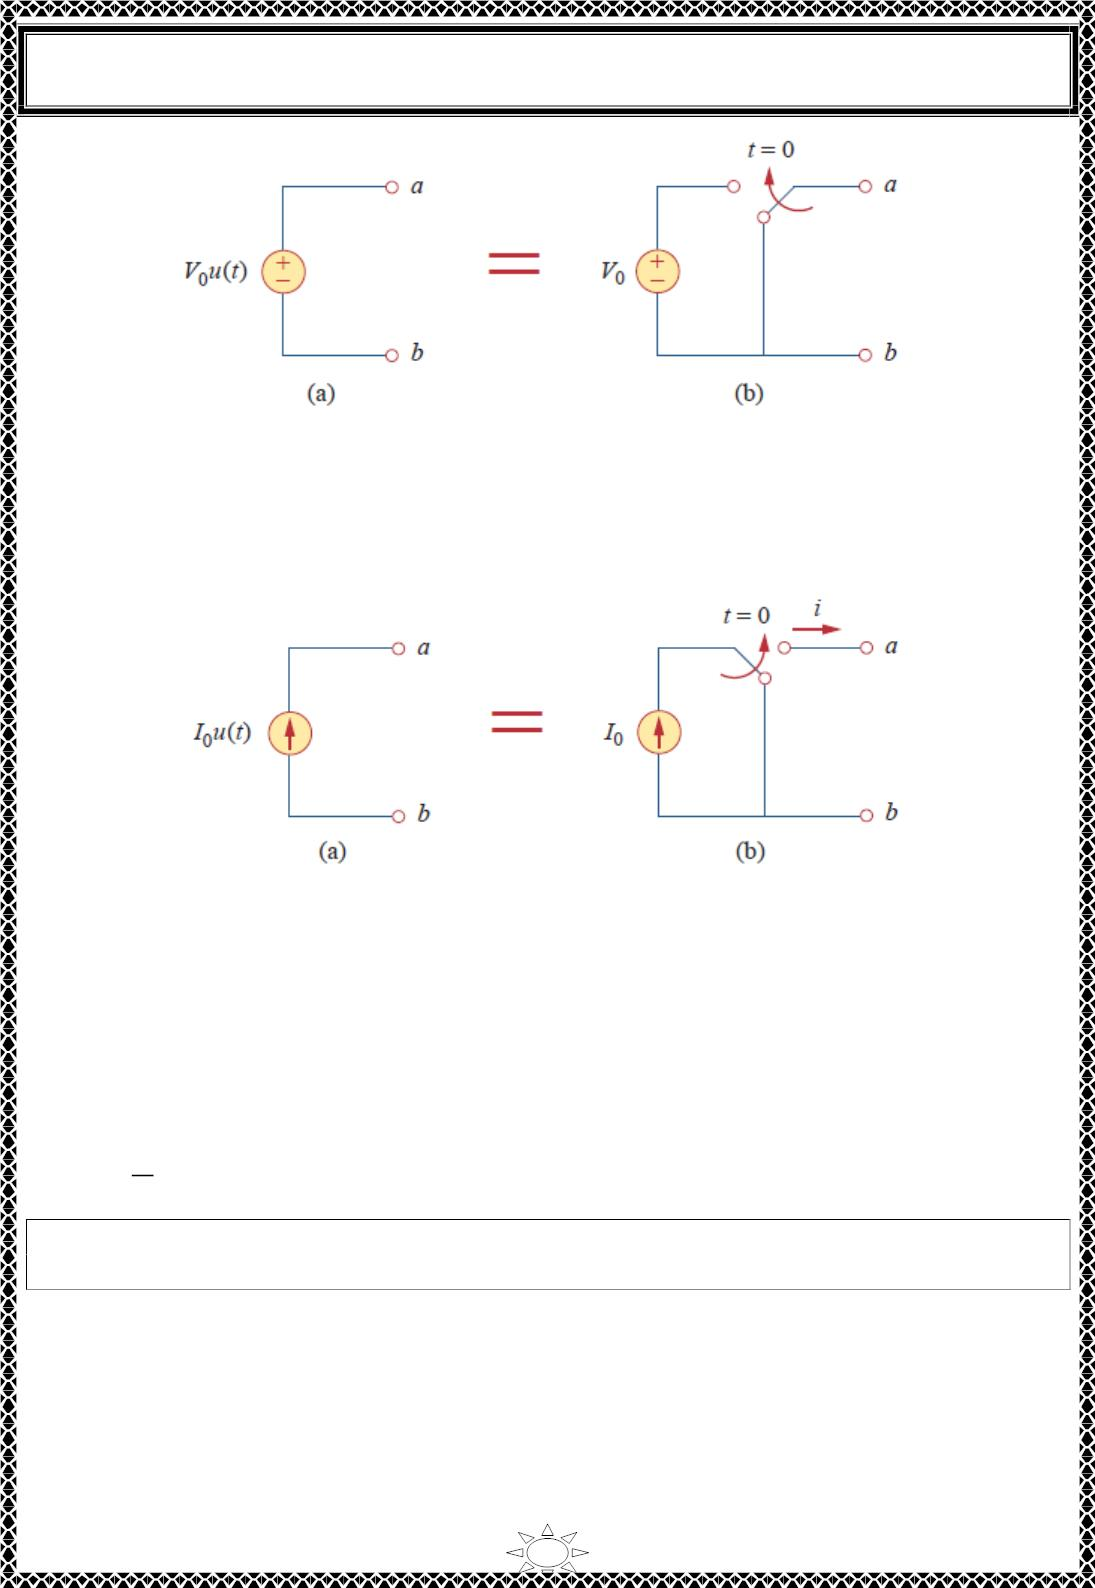 t = 0
a a
V₀u(t) V₀
b b
(a) (b)
t = 0 i
a a
I₀u(t) I₀
b b
(a) (b)